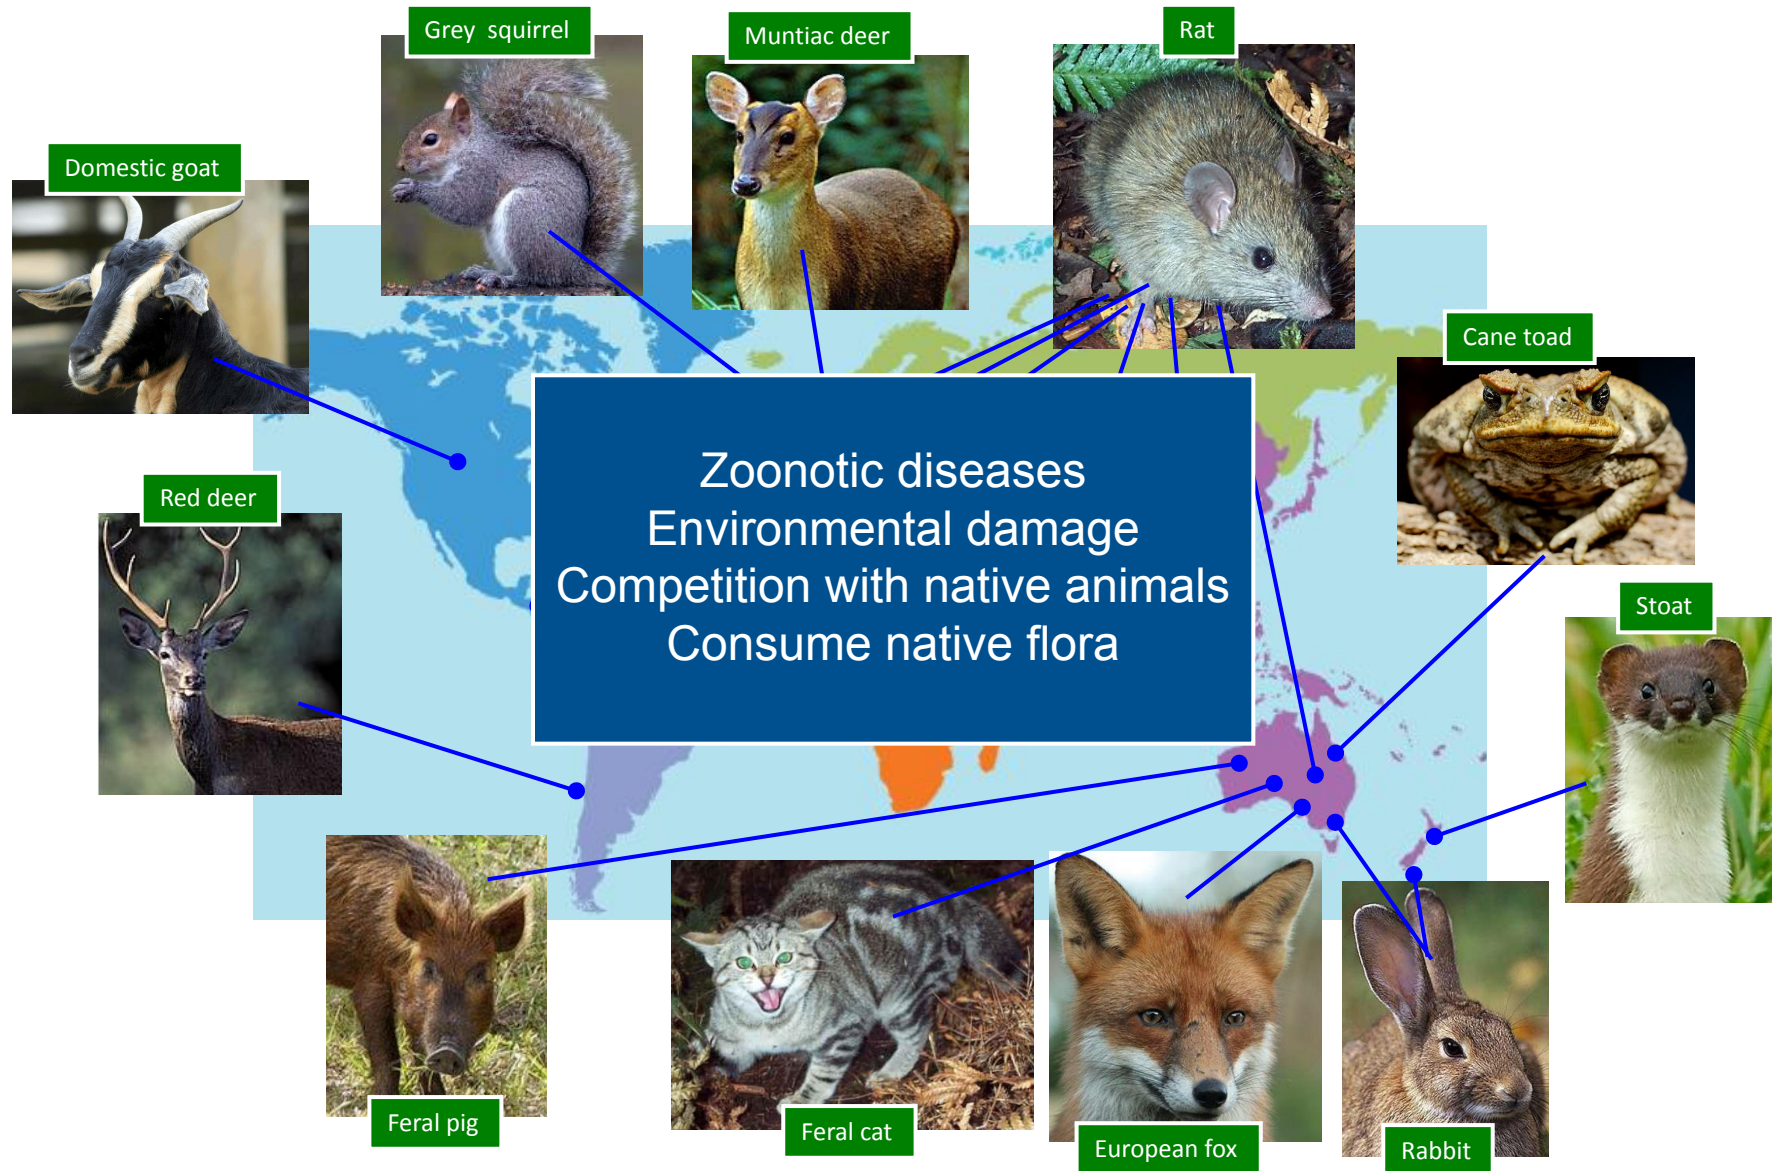 Grey squirrel
Muntiac deer
Rat
Domestic goat
Cane toad
Red deer
Zoonotic diseases
Environmental damage
Competition with native animals
Consume native flora
Stoat
Feral pig
Feral cat
European fox
Rabbit